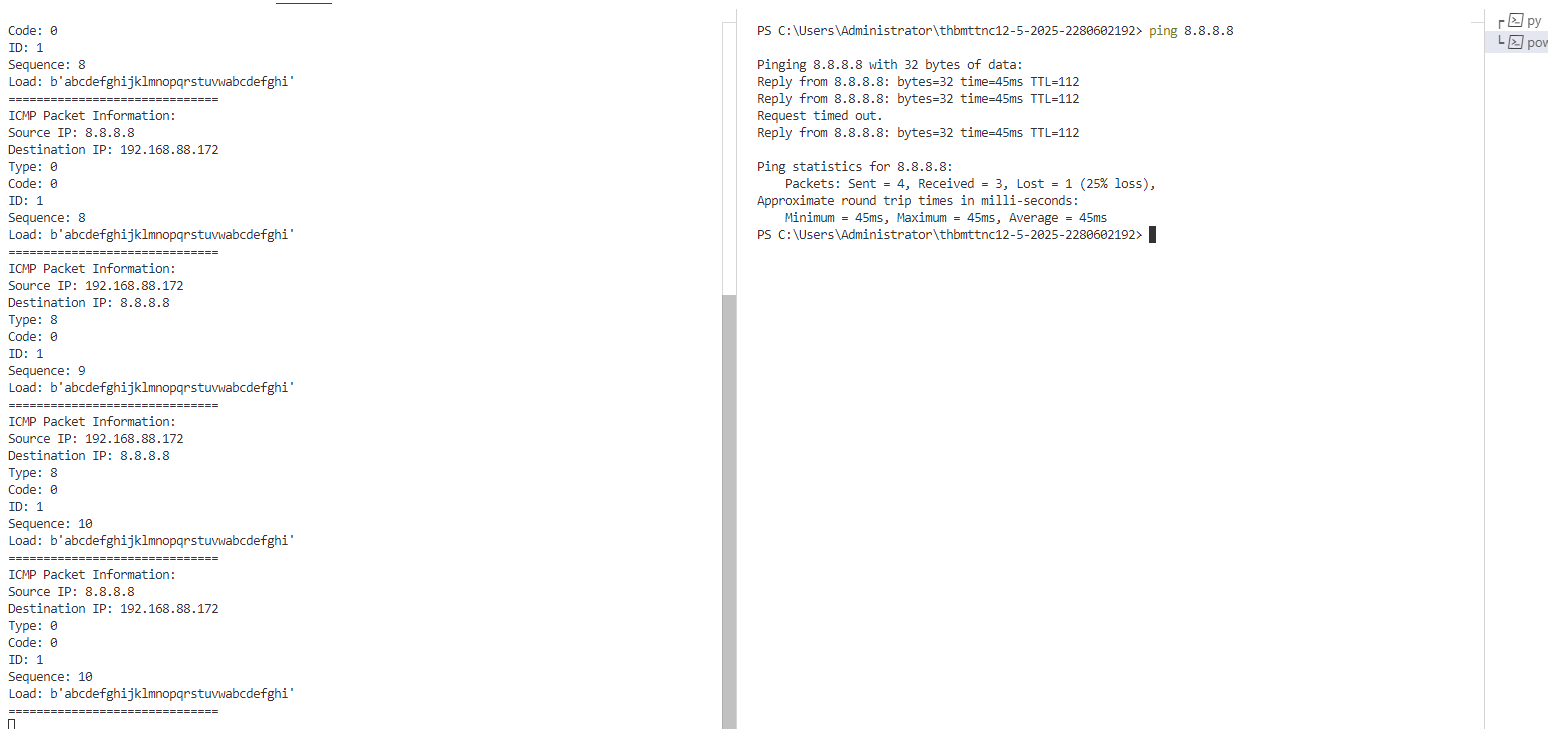 Code: 0
ID: 1
Sequence: 8
Load: b'abcdefghijklmnopqrstuvwabcdefghi'
==============================
ICMP Packet Information:
Source IP: 8.8.8.8
Destination IP: 192.168.88.172
Type: 0
Code: 0
ID: 1
Sequence: 8
Load: b'abcdefghijklmnopqrstuvwabcdefghi'
==============================
ICMP Packet Information:
Source IP: 192.168.88.172
Destination IP: 8.8.8.8
Type: 8
Code: 0
ID: 1
Sequence: 9
Load: b'abcdefghijklmnopqrstuvwabcdefghi'
==============================
ICMP Packet Information:
Source IP: 192.168.88.172
Destination IP: 8.8.8.8
Type: 8
Code: 0
ID: 1
Sequence: 10
Load: b'abcdefghijklmnopqrstuvwabcdefghi'
==============================
ICMP Packet Information:
Source IP: 8.8.8.8
Destination IP: 192.168.88.172
Type: 0
Code: 0
ID: 1
Sequence: 10
Load: b'abcdefghijklmnopqrstuvwabcdefghi'
==============================
PS C:\Users\Administrator\thbmttnc12-5-2025-2280602192> ping 8.8.8.8
Pinging 8.8.8.8 with 32 bytes of data:
Reply from 8.8.8.8: bytes=32 time=45ms TTL=112
Reply from 8.8.8.8: bytes=32 time=45ms TTL=112
Request timed out.
Reply from 8.8.8.8: bytes=32 time=45ms TTL=112
Ping statistics for 8.8.8.8:
    Packets: Sent = 4, Received = 3, Lost = 1 (25% loss),
Approximate round trip times in milli-seconds:
    Minimum = 45ms, Maximum = 45ms, Average = 45ms
PS C:\Users\Administrator\thbmttnc12-5-2025-2280602192>
py
pow